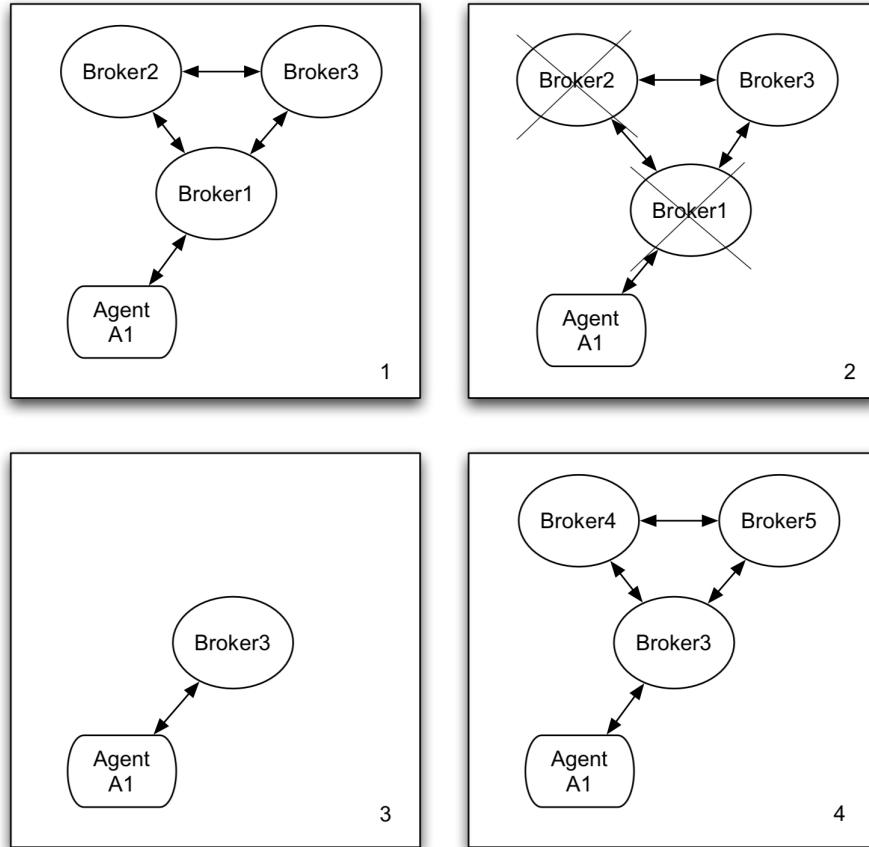 Broker2
Broker3
Broker1
Agent
A1
1
Broker2
Broker3
Broker1
Agent
A1
2
Broker3
Agent
A1
3
Broker4
Broker5
Broker3
Agent
A1
4